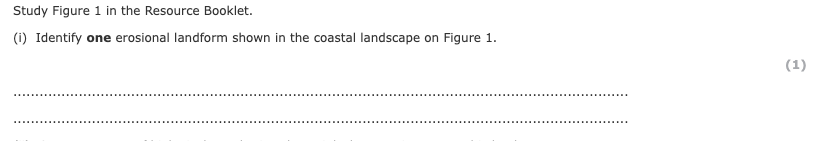 Study Figure 1 in the Resource Booklet.
(i) Identify one erosional landform shown in the coastal landscape on Figure 1.
(1)